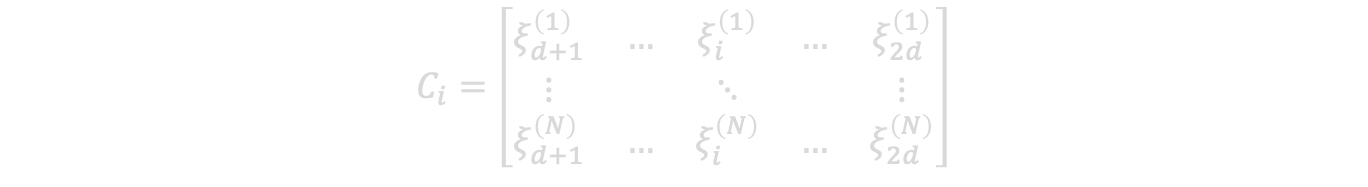 ξ_{d+1}^{(1)} … ξ_i^{(1)} … ξ_{2d}^{(1)}
C_i = ⋮ ⋱ ⋮
ξ_{d+1}^{(N)} … ξ_i^{(N)} … ξ_{2d}^{(N)}